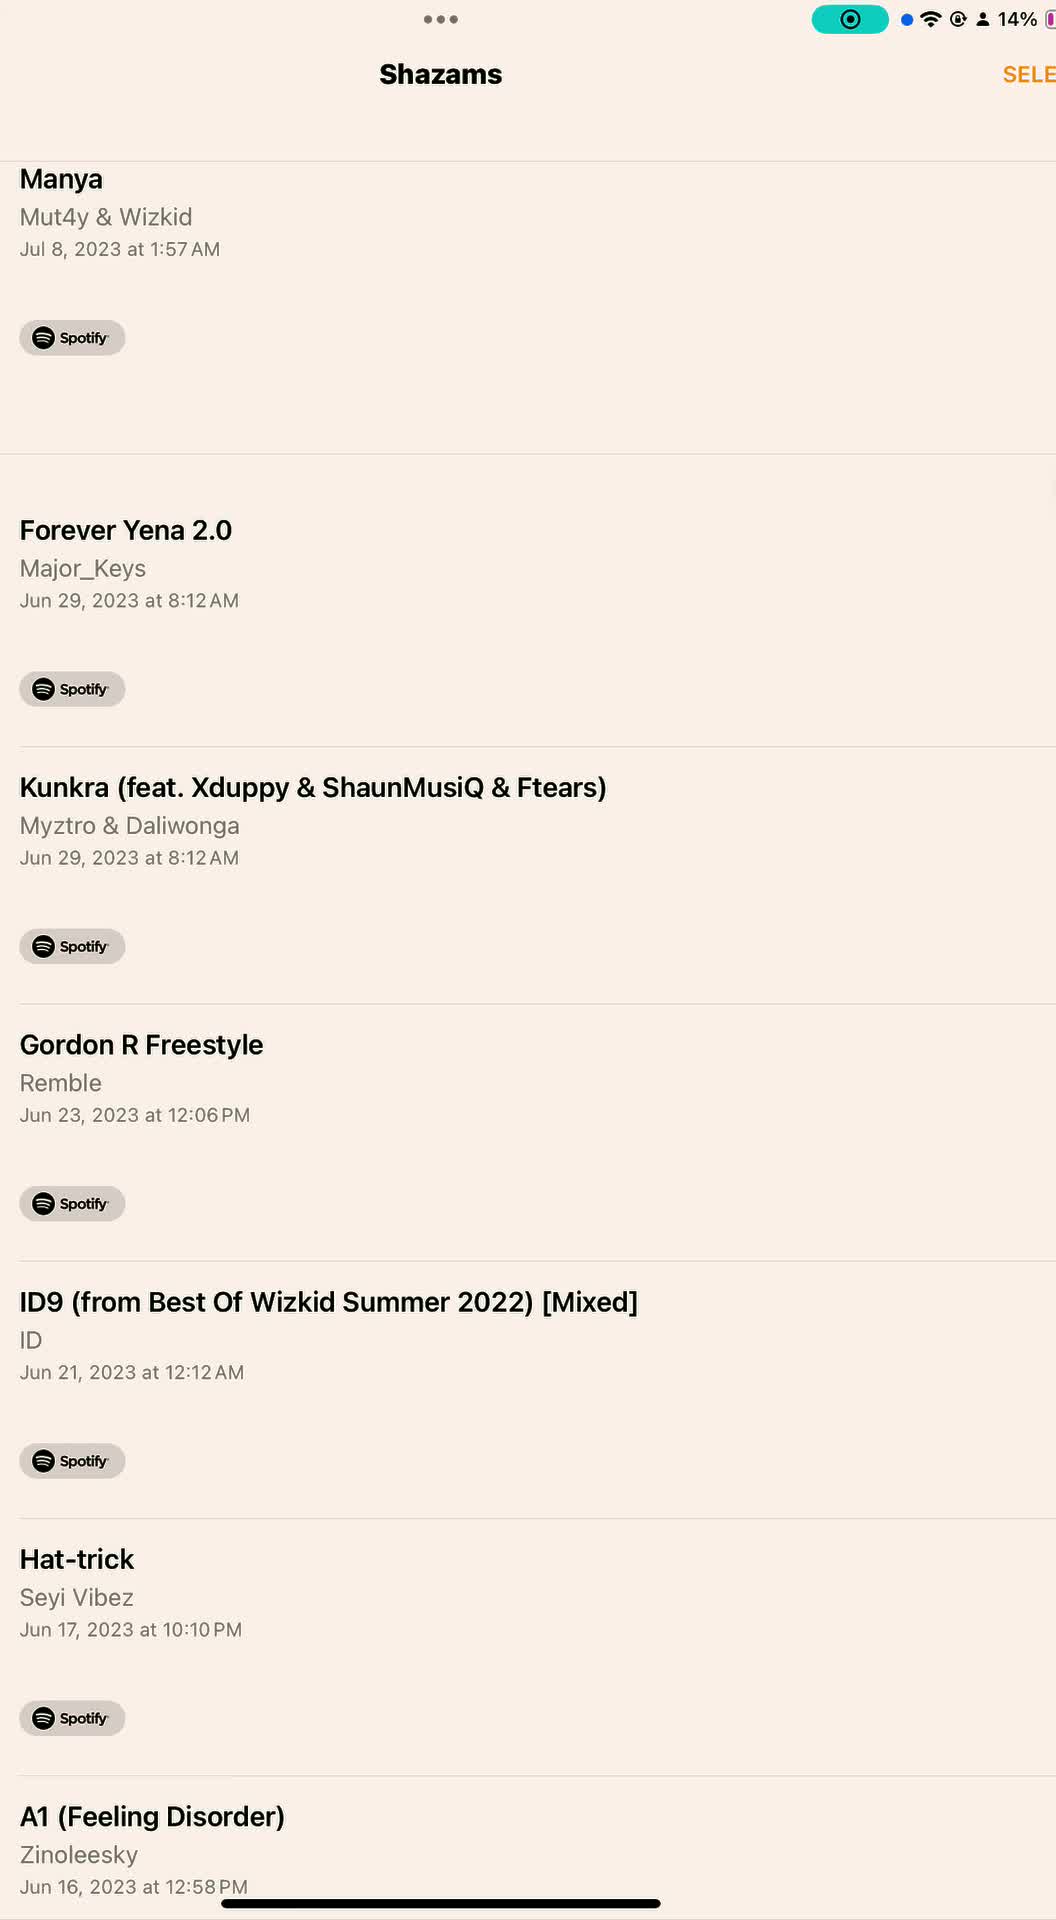 14%
Shazams
SELE
Manya
Mut4y & Wizkid
Jul 8, 2023 at 1:57 AM
Spotify
Forever Yena 2.0
Major_Keys
Jun 29, 2023 at 8:12 AM
Spotify
Kunkra (feat. Xduppy & ShaunMusiQ & Ftears)
Myztro & Daliwonga
Jun 29, 2023 at 8:12 AM
Spotify
Gordon R Freestyle
Remble
Jun 23, 2023 at 12:06 PM
Spotify
ID9 (from Best Of Wizkid Summer 2022) [Mixed]
ID
Jun 21, 2023 at 12:12 AM
Spotify
Hat-trick
Seyi Vibez
Jun 17, 2023 at 10:10 PM
Spotify
A1 (Feeling Disorder)
Zinoleesky
Jun 16, 2023 at 12:58 PM